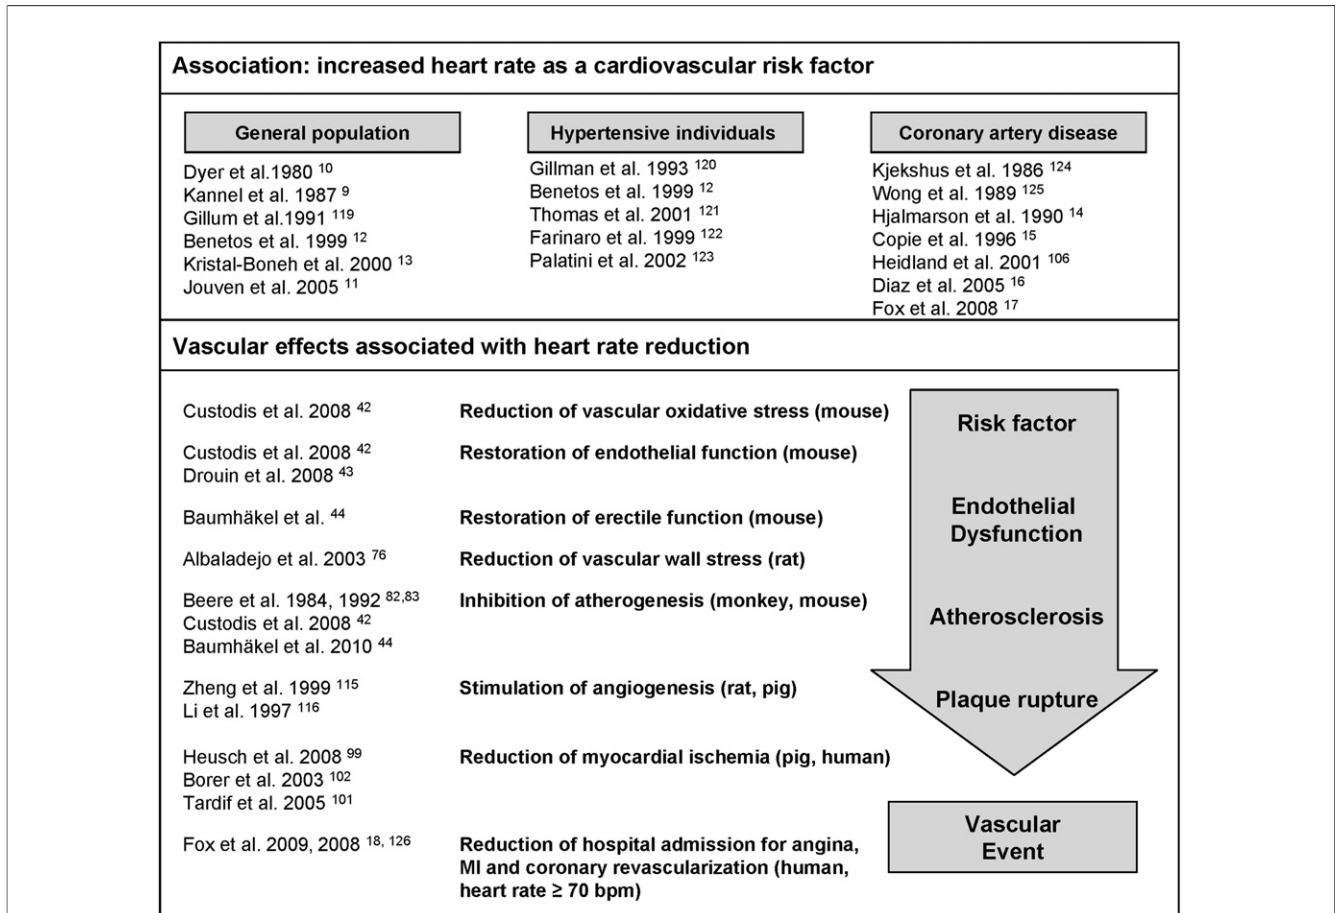 Association: increased heart rate as a cardiovascular risk factor
General population
Dyer et al.1980 10
Kannel et al. 1987 9
Gillum et al.1991 119
Benetos et al. 1999 12
Kristal-Boneh et al. 2000 13
Jouven et al. 2005 11
Hypertensive individuals
Gillman et al. 1993 120
Benetos et al. 1999 12
Thomas et al. 2001 121
Farinaro et al. 1999 122
Palatini et al. 2002 123
Coronary artery disease
Kjekshus et al. 1986 124
Wong et al. 1989 125
Hjalmarson et al. 1990 14
Copie et al. 1996 15
Heidland et al. 2001 106
Diaz et al. 2005 16
Fox et al. 2008 17
Vascular effects associated with heart rate reduction
Custodis et al. 2008 42
Reduction of vascular oxidative stress (mouse)
Custodis et al. 2008 42
Drouin et al. 2008 43
Restoration of endothelial function (mouse)
Baumhäkel et al. 44
Restoration of erectile function (mouse)
Albaladejo et al. 2003 76
Reduction of vascular wall stress (rat)
Beere et al. 1984, 1992 82,83
Custodis et al. 2008 42
Baumhäkel et al. 2010 44
Inhibition of atherogenesis (monkey, mouse)
Zheng et al. 1999 115
Li et al. 1997 116
Stimulation of angiogenesis (rat, pig)
Heusch et al. 2008 99
Borer et al. 2003 102
Tardif et al. 2005 101
Reduction of myocardial ischemia (pig, human)
Fox et al. 2009, 2008 18, 126
Reduction of hospital admission for angina,
MI and coronary revascularization (human,
heart rate ≥ 70 bpm)
Risk factor
Endothelial
Dysfunction
Atherosclerosis
Plaque rupture
Vascular
Event